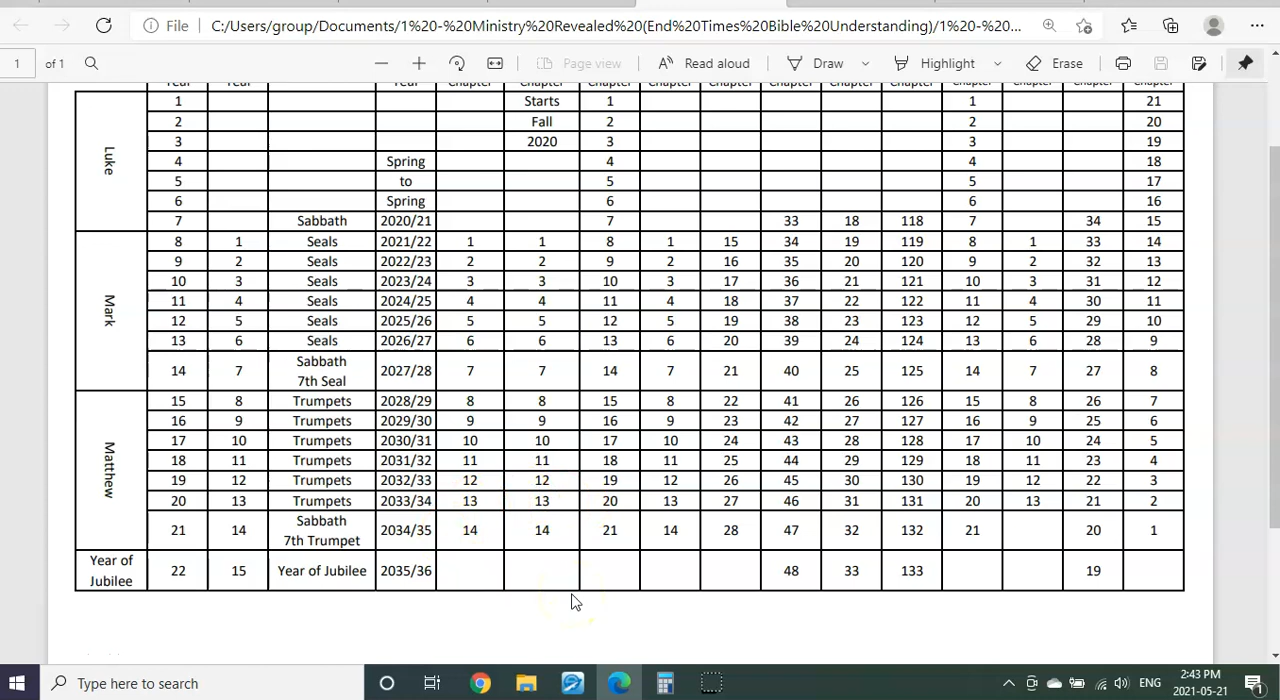 File
C:/Users/group/Documents/1%20-%20Ministry%20Revealed%20(End%20Times%20Bible%20Understanding)/1%20-%20...
1 of 1 Page view Read aloud Draw Highlight Erase
Year Year Year Chapter Chapter Chapter Chapter Chapter Chapter Chapter Chapter Chapter Chapter Chapter Chapter
Luke
1 Starts 1 1 21
2 Fall 2 2 20
3 2020 3 3 19
4 Spring 4 4 18
5 to 5 5 17
6 Spring 6 6 16
7 Sabbath 2020/21 7 33 18 118 7 34 15
Mark
8 1 Seals 2021/22 1 1 8 1 15 34 19 119 8 1 33 14
9 2 Seals 2022/23 2 2 9 2 16 35 20 120 9 2 32 13
10 3 Seals 2023/24 3 3 10 3 17 36 21 121 10 3 31 12
11 4 Seals 2024/25 4 4 11 4 18 37 22 122 11 4 30 11
12 5 Seals 2025/26 5 5 12 5 19 38 23 123 12 5 29 10
13 6 Seals 2026/27 6 6 13 6 20 39 24 124 13 6 28 9
14 7 Sabbath
7th Seal 2027/28 7 7 14 7 21 40 25 125 14 7 27 8
Matthew
15 8 Trumpets 2028/29 8 8 15 8 22 41 26 126 15 8 26 7
16 9 Trumpets 2029/30 9 9 16 9 23 42 27 127 16 9 25 6
17 10 Trumpets 2030/31 10 10 17 10 24 43 28 128 17 10 24 5
18 11 Trumpets 2031/32 11 11 18 11 25 44 29 129 18 11 23 4
19 12 Trumpets 2032/33 12 12 19 12 26 45 30 130 19 12 22 3
20 13 Trumpets 2033/34 13 13 20 13 27 46 31 131 20 13 21 2
21 14 Sabbath
7th Trumpet 2034/35 14 14 21 14 28 47 32 132 21 14 20 1
Year of
Jubilee
22 15 Year of Jubilee 2035/36 48 33 133 19
Type here to search
ENG
2:43 PM
2021-05-21
1